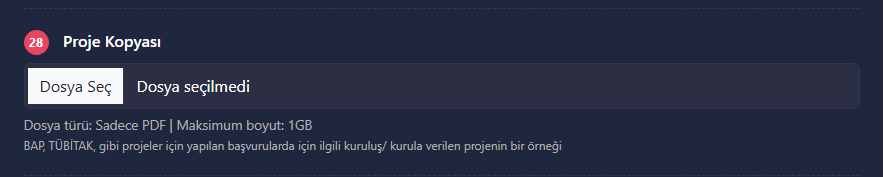 28 Proje Kopyası
Dosya Seç Dosya seçilmedi
Dosya türü: Sadece PDF | Maksimum boyut: 1GB
BAP, TÜBİTAK, gibi projeler için yapılan başvurularda için ilgili kuruluş/ kurula verilen projenin bir örneği